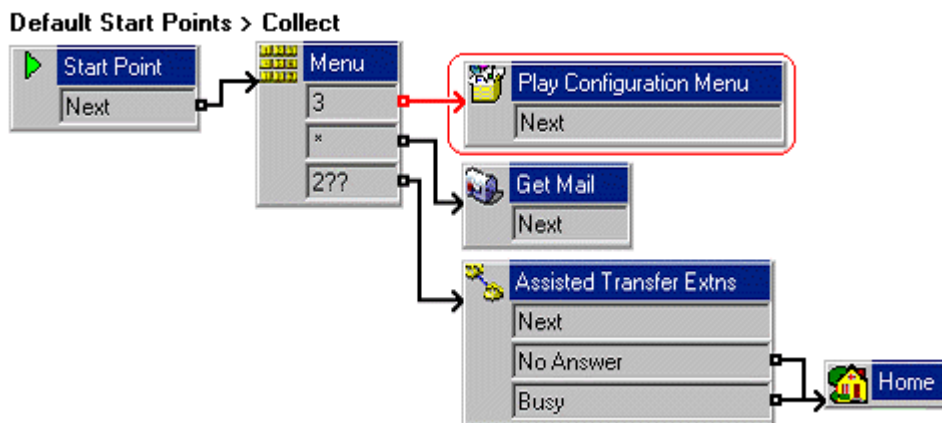 Default Start Points > Collect
Start Point
Next
Menu
3
*
2??
Play Configuration Menu
Next
Get Mail
Next
Assisted Transfer Extns
Next
No Answer
Busy
Home